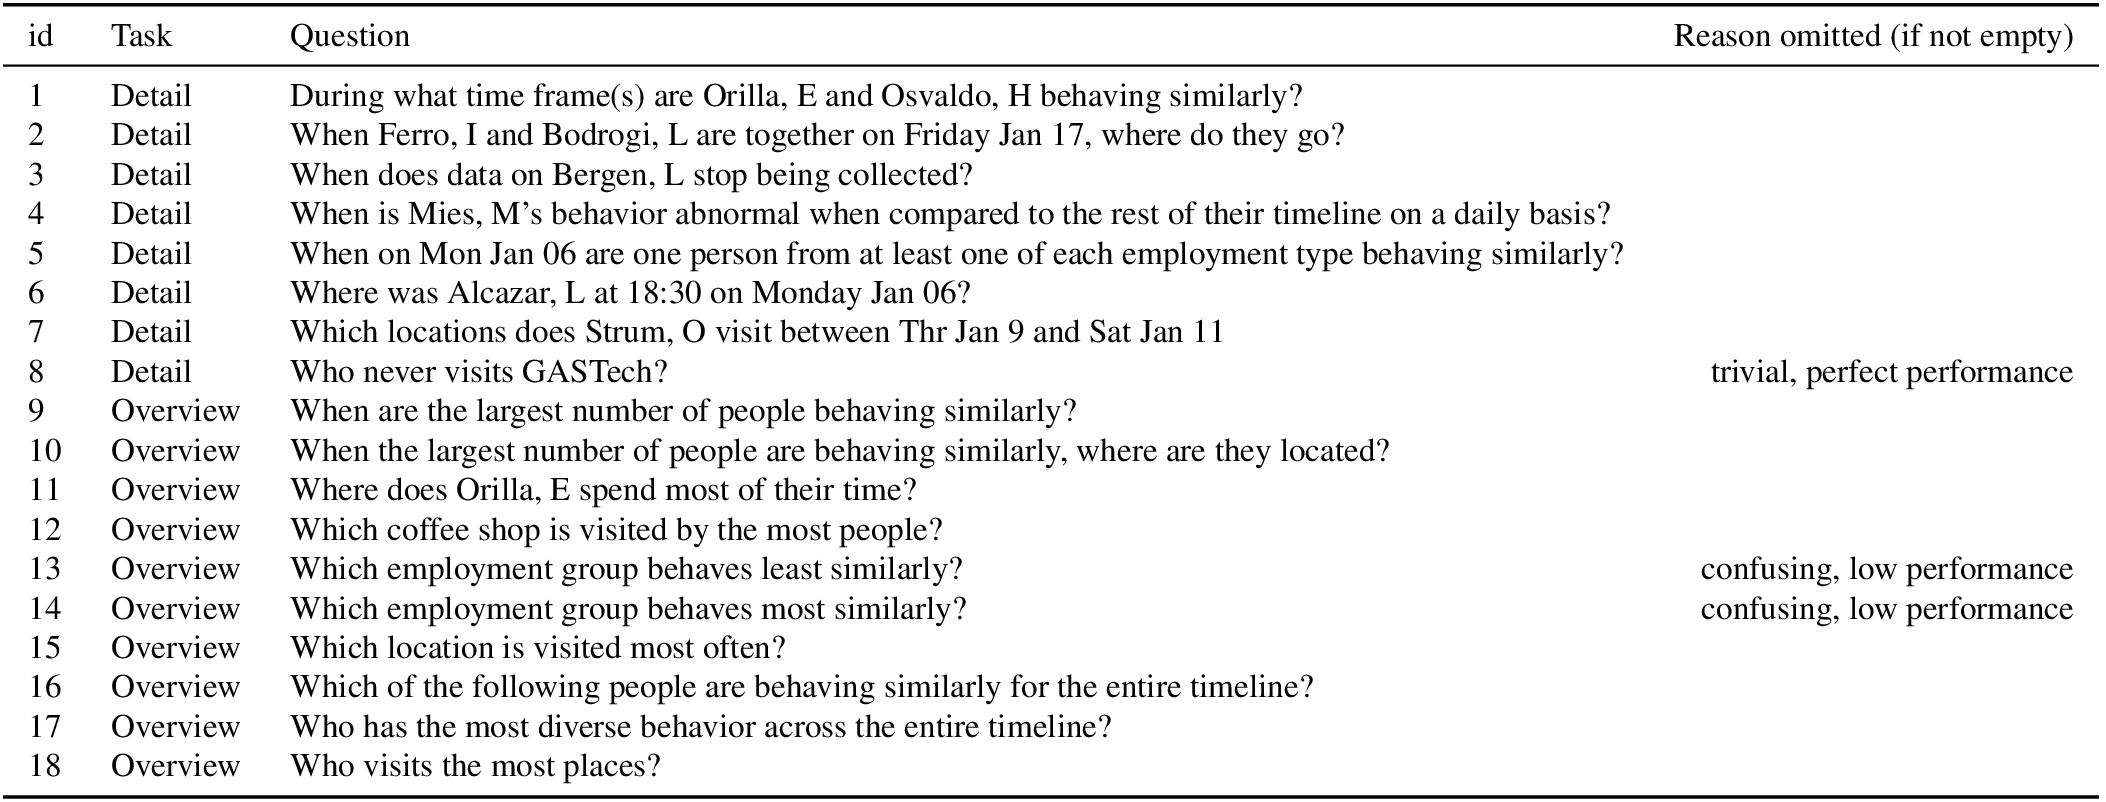 id Task Question Reason omitted (if not empty)
1 Detail During what time frame(s) are Orilla, E and Osvaldo, H behaving similarly?
2 Detail When Ferro, I and Bodrogi, L are together on Friday Jan 17, where do they go?
3 Detail When does data on Bergen, L stop being collected?
4 Detail When is Mies, M’s behavior abnormal when compared to the rest of their timeline on a daily basis?
5 Detail When on Mon Jan 06 are one person from at least one of each employment type behaving similarly?
6 Detail Where was Alcazar, L at 18:30 on Monday Jan 06?
7 Detail Which locations does Strum, O visit between Thr Jan 9 and Sat Jan 11
8 Detail Who never visits GASTech? trivial, perfect performance
9 Overview When are the largest number of people behaving similarly?
10 Overview When the largest number of people are behaving similarly, where are they located?
11 Overview Where does Orilla, E spend most of their time?
12 Overview Which coffee shop is visited by the most people?
13 Overview Which employment group behaves least similarly? confusing, low performance
14 Overview Which employment group behaves most similarly? confusing, low performance
15 Overview Which location is visited most often?
16 Overview Which of the following people are behaving similarly for the entire timeline?
17 Overview Who has the most diverse behavior across the entire timeline?
18 Overview Who visits the most places?